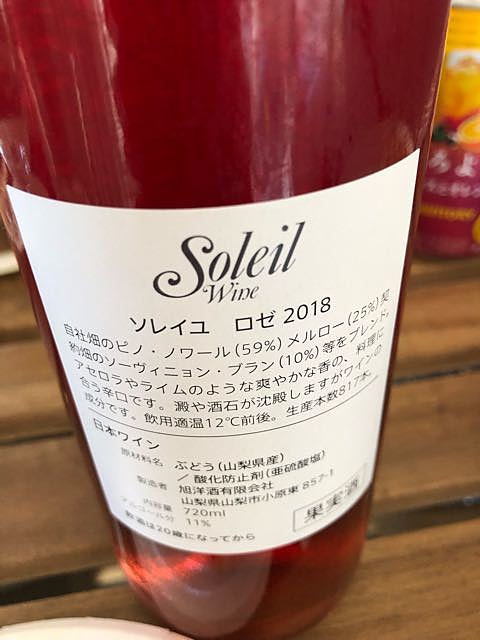 Soleil
Wine
ソレイユ ロゼ 2018
自社畑のピノ・ノワール(59%)メルロー(25%)契
約畑のソーヴィニョン・ブラン(10%)等をブレンド。
アセロラやライムのような爽やかな香の、料理に
合う辛口です。澱や酒石が沈殿しますがワインの
成分です。飲用適温12℃前後。生産本数817本。
日本ワイン
原材料名 ぶどう(山梨県産)
/酸化防止剤(亜硫酸塩)
製造者 旭洋酒有限会社
山梨県山梨市小原東 857-1
内容量 720ml
アルコール分 11%
飲酒は20歳になってから
果実酒
ろよ
SUNTORY